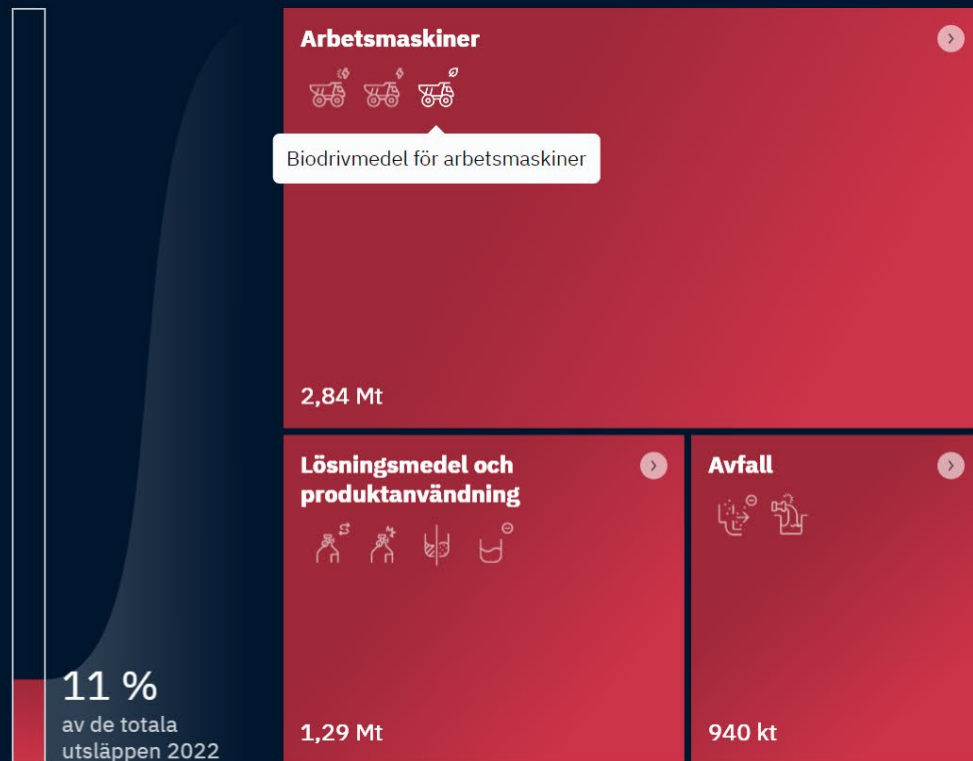 Arbetsmaskiner
Biodrivmedel för arbetsmaskiner
2,84 Mt
Lösningsmedel och
produktanvändning
1,29 Mt
Avfall
940 kt
11 %
av de totala
utsläppen 2022